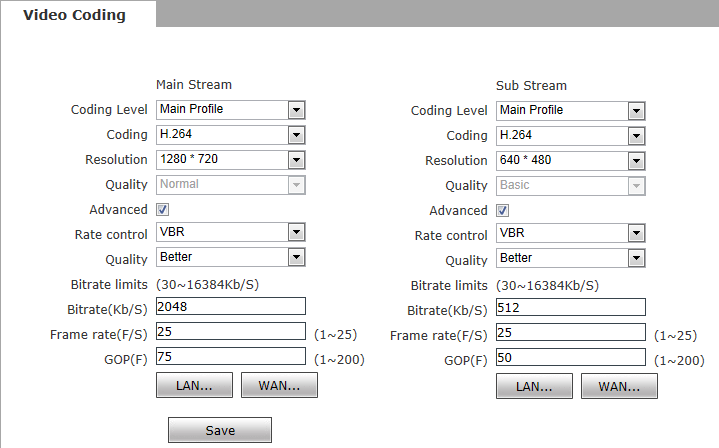 Video Coding
Main Stream
Coding Level Main Profile
Coding H.264
Resolution 1280 * 720
Quality Normal
Advanced
Rate control VBR
Quality Better
Bitrate limits (30~16384Kb/S)
Bitrate(Kb/S) 2048
Frame rate(F/S) 25 (1~25)
GOP(F) 75 (1~200)
LAN... WAN...
Save
Sub Stream
Coding Level Main Profile
Coding H.264
Resolution 640 * 480
Quality Basic
Advanced
Rate control VBR
Quality Better
Bitrate limits (30~16384Kb/S)
Bitrate(Kb/S) 512
Frame rate(F/S) 25 (1~25)
GOP(F) 50 (1~200)
LAN... WAN...